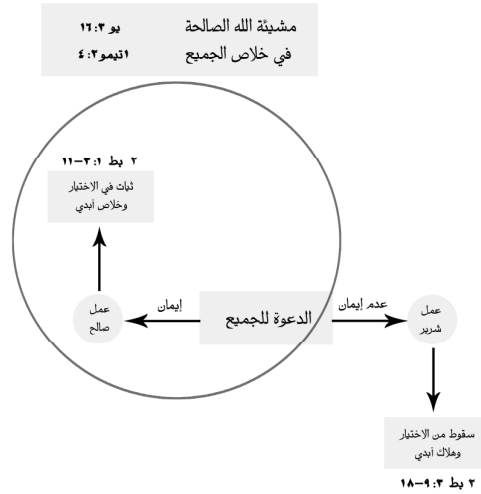 مشيئة الله الصالحة يو ٣: ١٦
في خلاص الجميع ١تيمو ٢: ٤
٢ بط ١: ٣-١١
ثبات في الاختيار
وخلاص أبدي
عمل
صالح
إيمان
الدعوة للجميع
عدم إيمان
عمل
شرير
سقوط من الاختيار
وهلاك أبدي
٢ بط ٣: ٩-١٨